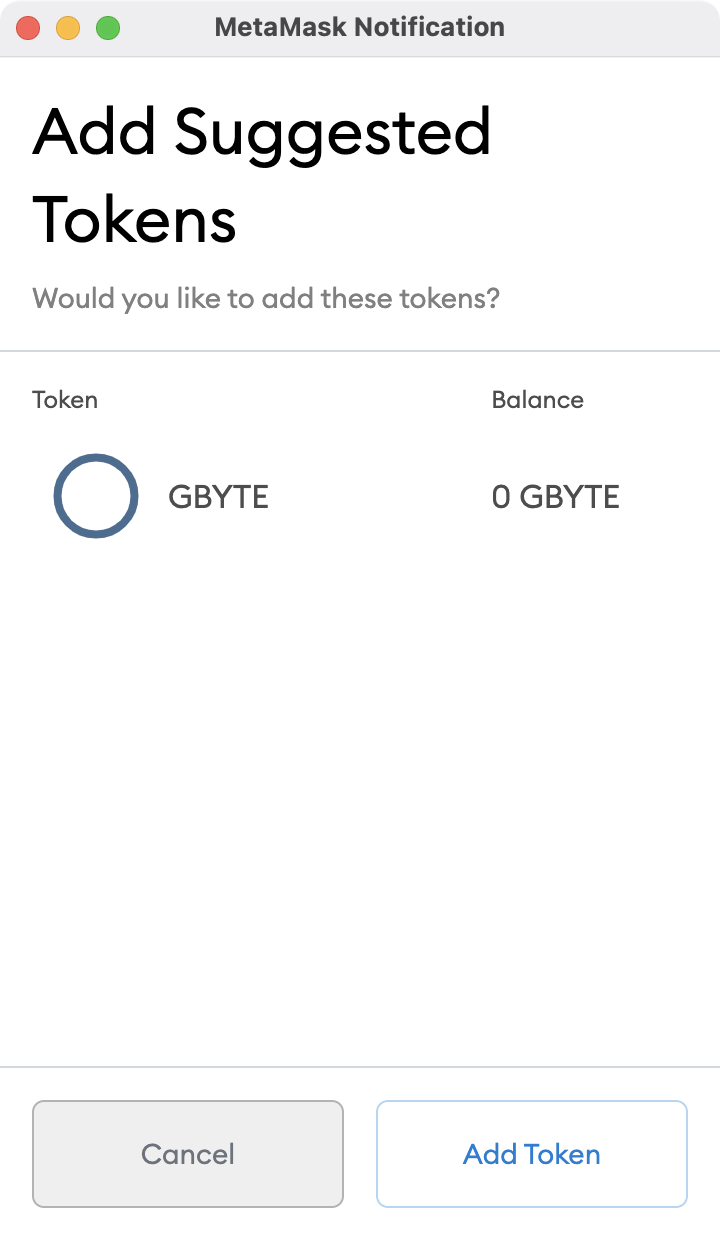 MetaMask Notification
Add Suggested
Tokens
Would you like to add these tokens?
Token Balance
GBYTE 0 GBYTE
Cancel Add Token